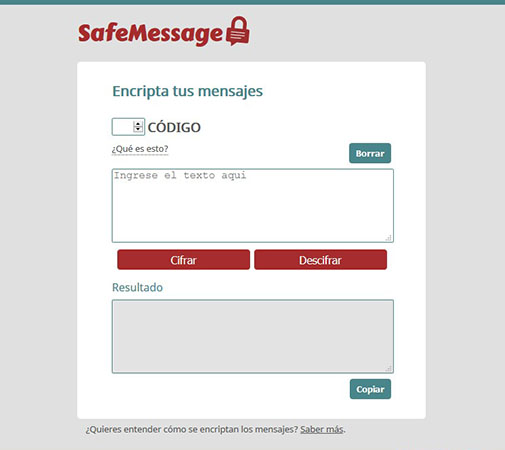 SafeMessage
Encripta tus mensajes
CÓDIGO
¿Qué es esto?
Borrar
Ingrese el texto aqui
Cifrar Descifrar
Resultado
Copiar
¿Quieres entender cómo se encriptan los mensajes? Saber más.